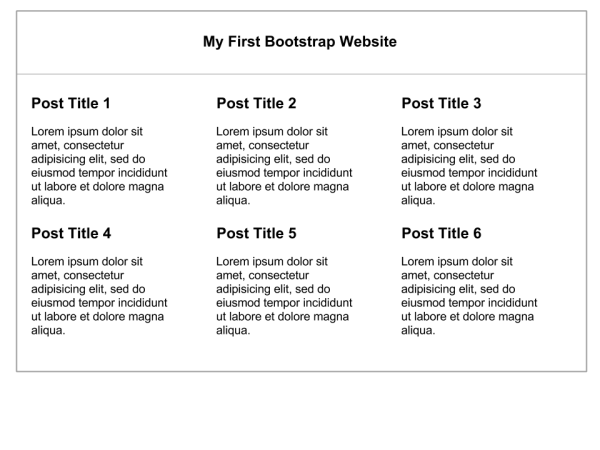 My First Bootstrap Website
Post Title 1
Lorem ipsum dolor sit
amet, consectetur
adipisicing elit, sed do
eiusmod tempor incididunt
ut labore et dolore magna
aliqua.
Post Title 2
Lorem ipsum dolor sit
amet, consectetur
adipisicing elit, sed do
eiusmod tempor incididunt
ut labore et dolore magna
aliqua.
Post Title 3
Lorem ipsum dolor sit
amet, consectetur
adipisicing elit, sed do
eiusmod tempor incididunt
ut labore et dolore magna
aliqua.
Post Title 4
Lorem ipsum dolor sit
amet, consectetur
adipisicing elit, sed do
eiusmod tempor incididunt
ut labore et dolore magna
aliqua.
Post Title 5
Lorem ipsum dolor sit
amet, consectetur
adipisicing elit, sed do
eiusmod tempor incididunt
ut labore et dolore magna
aliqua.
Post Title 6
Lorem ipsum dolor sit
amet, consectetur
adipisicing elit, sed do
eiusmod tempor incididunt
ut labore et dolore magna
aliqua.